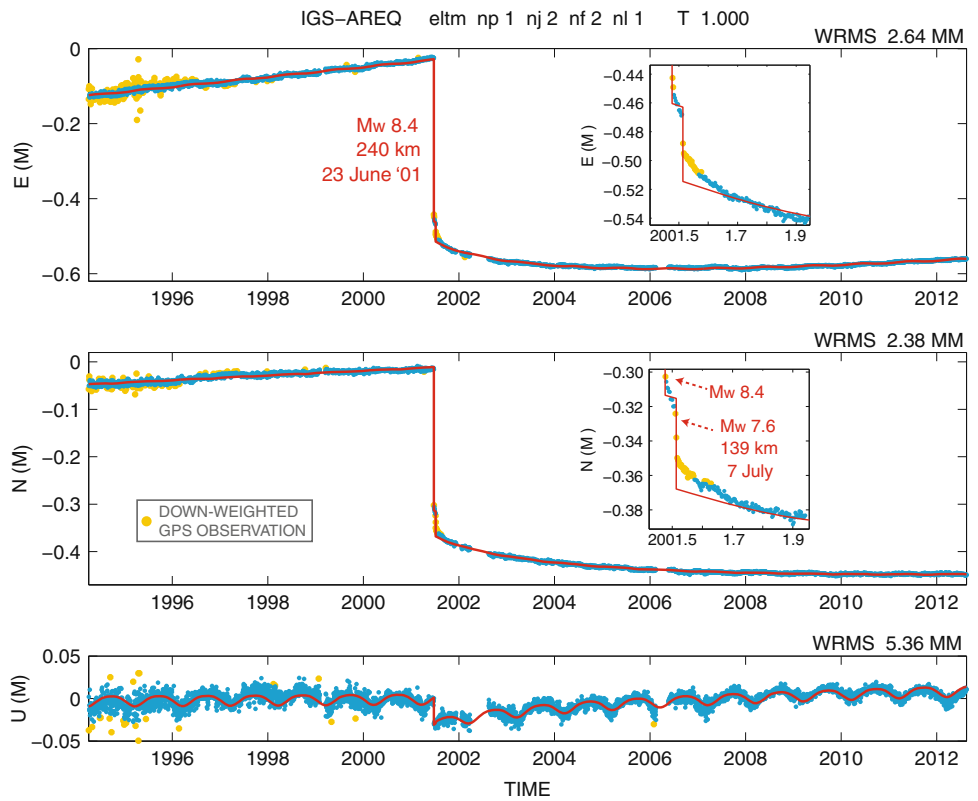 IGS−AREQ eltm np 1 nj 2 nf 2 nl 1 T 1.000
WRMS 2.64 MM
E (M)
0
−0.2
−0.4
−0.6
Mw 8.4
240 km
23 June ‘01
E (M)
−0.44
−0.46
−0.48
−0.50
−0.52
−0.54
2001.5 1.7 1.9
1996 1998 2000 2002 2004 2006 2008 2010 2012
WRMS 2.38 MM
N (M)
0
−0.1
−0.2
−0.3
−0.4
DOWN-WEIGHTED
GPS OBSERVATION
N (M)
−0.30
−0.32
−0.34
−0.36
−0.38
Mw 8.4
Mw 7.6
139 km
7 July
2001.5 1.7 1.9
1996 1998 2000 2002 2004 2006 2008 2010 2012
WRMS 5.36 MM
U (M)
0.05
0
−0.05
1996 1998 2000 2002 2004 2006 2008 2010 2012
TIME